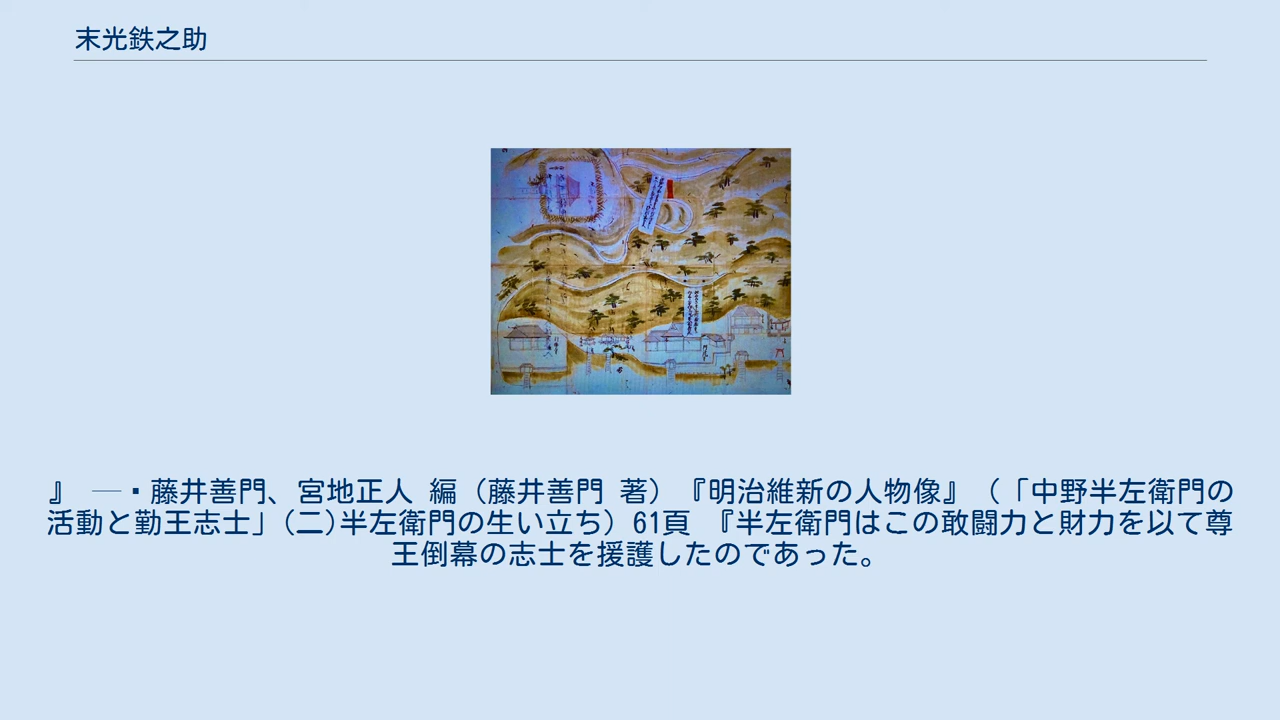 末光鉄之助
』 ―・藤井善門、宮地正人 編（藤井善門 著）『明治維新の人物像』（「中野半左衛門の
活動と勤王志士」(二)半左衛門の生い立ち）61頁 『半左衛門はこの敢闘力と財力を以て尊
王倒幕の志士を援護したのであった。